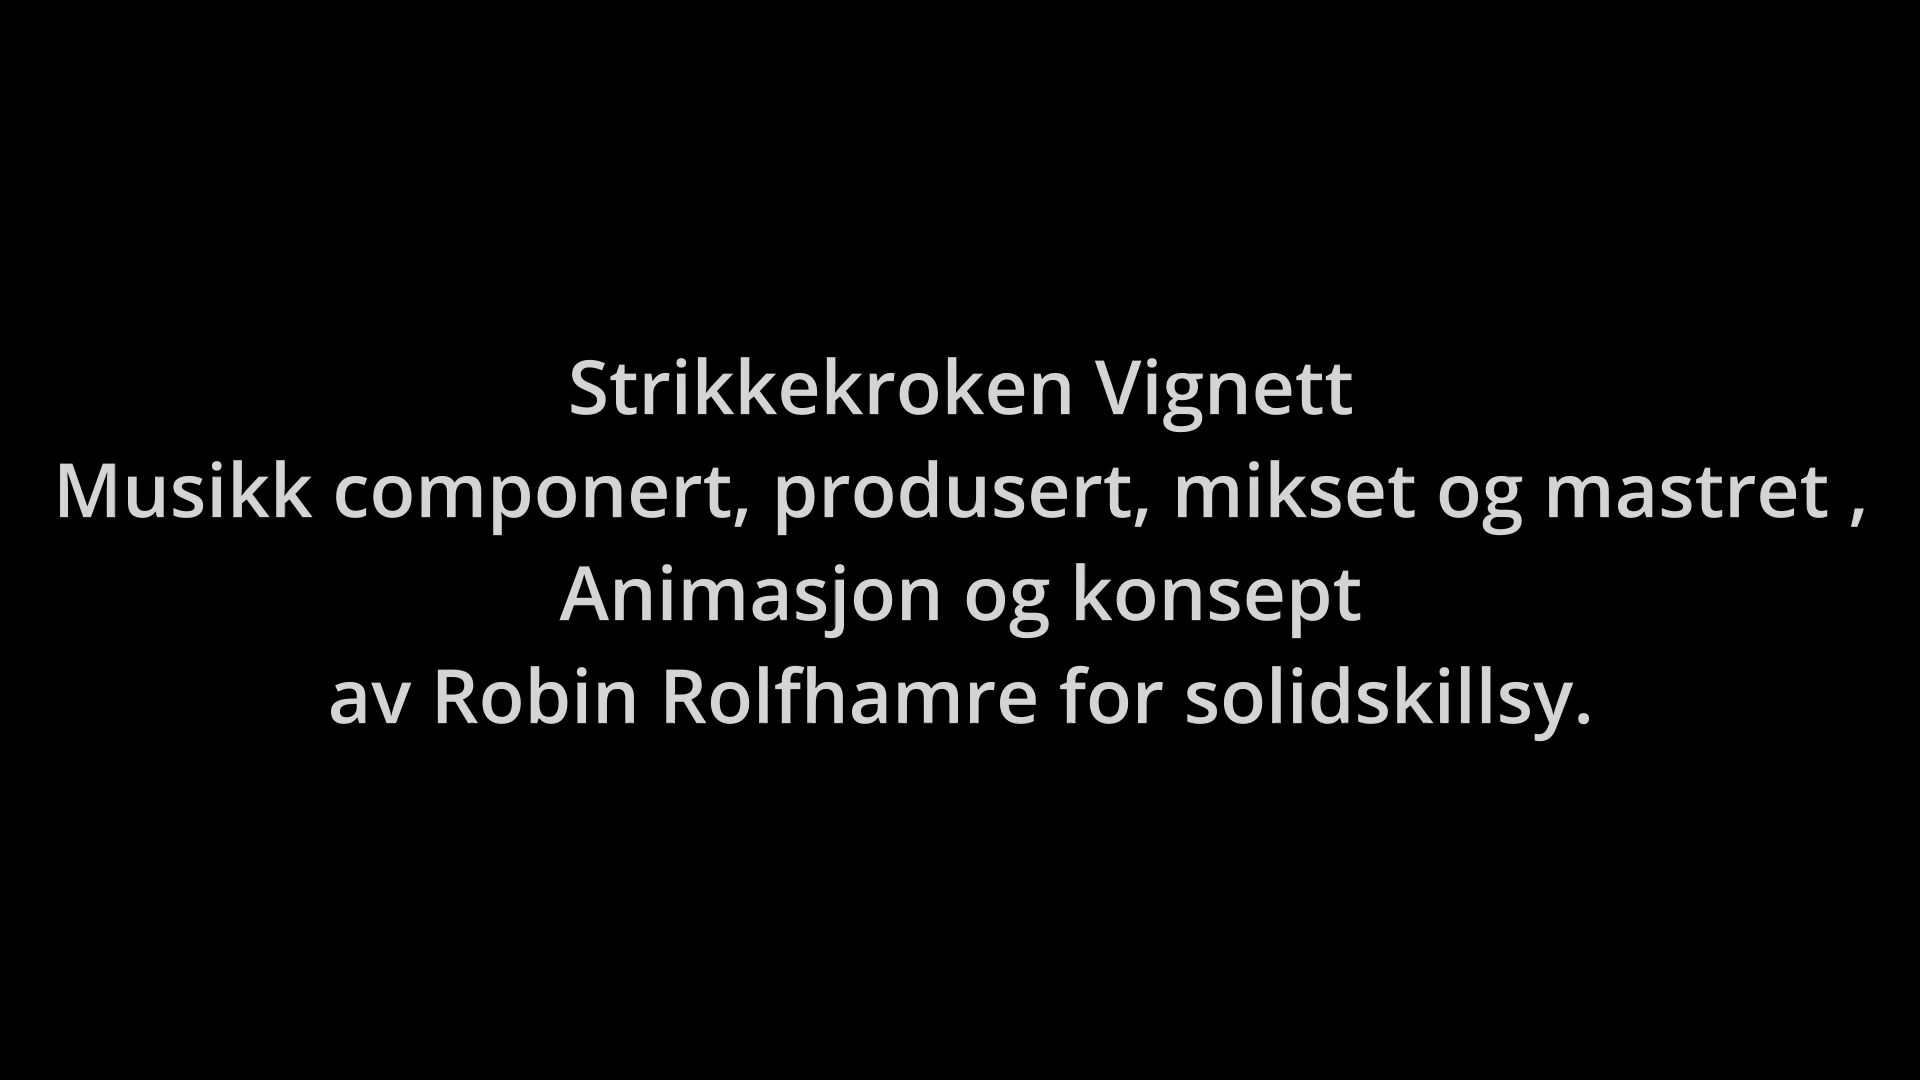 Strikkekroken Vignett
Musikk componert, produsert, mikset og mastret ,
Animasjon og konsept
av Robin Rolfhamre for solidskillsy.